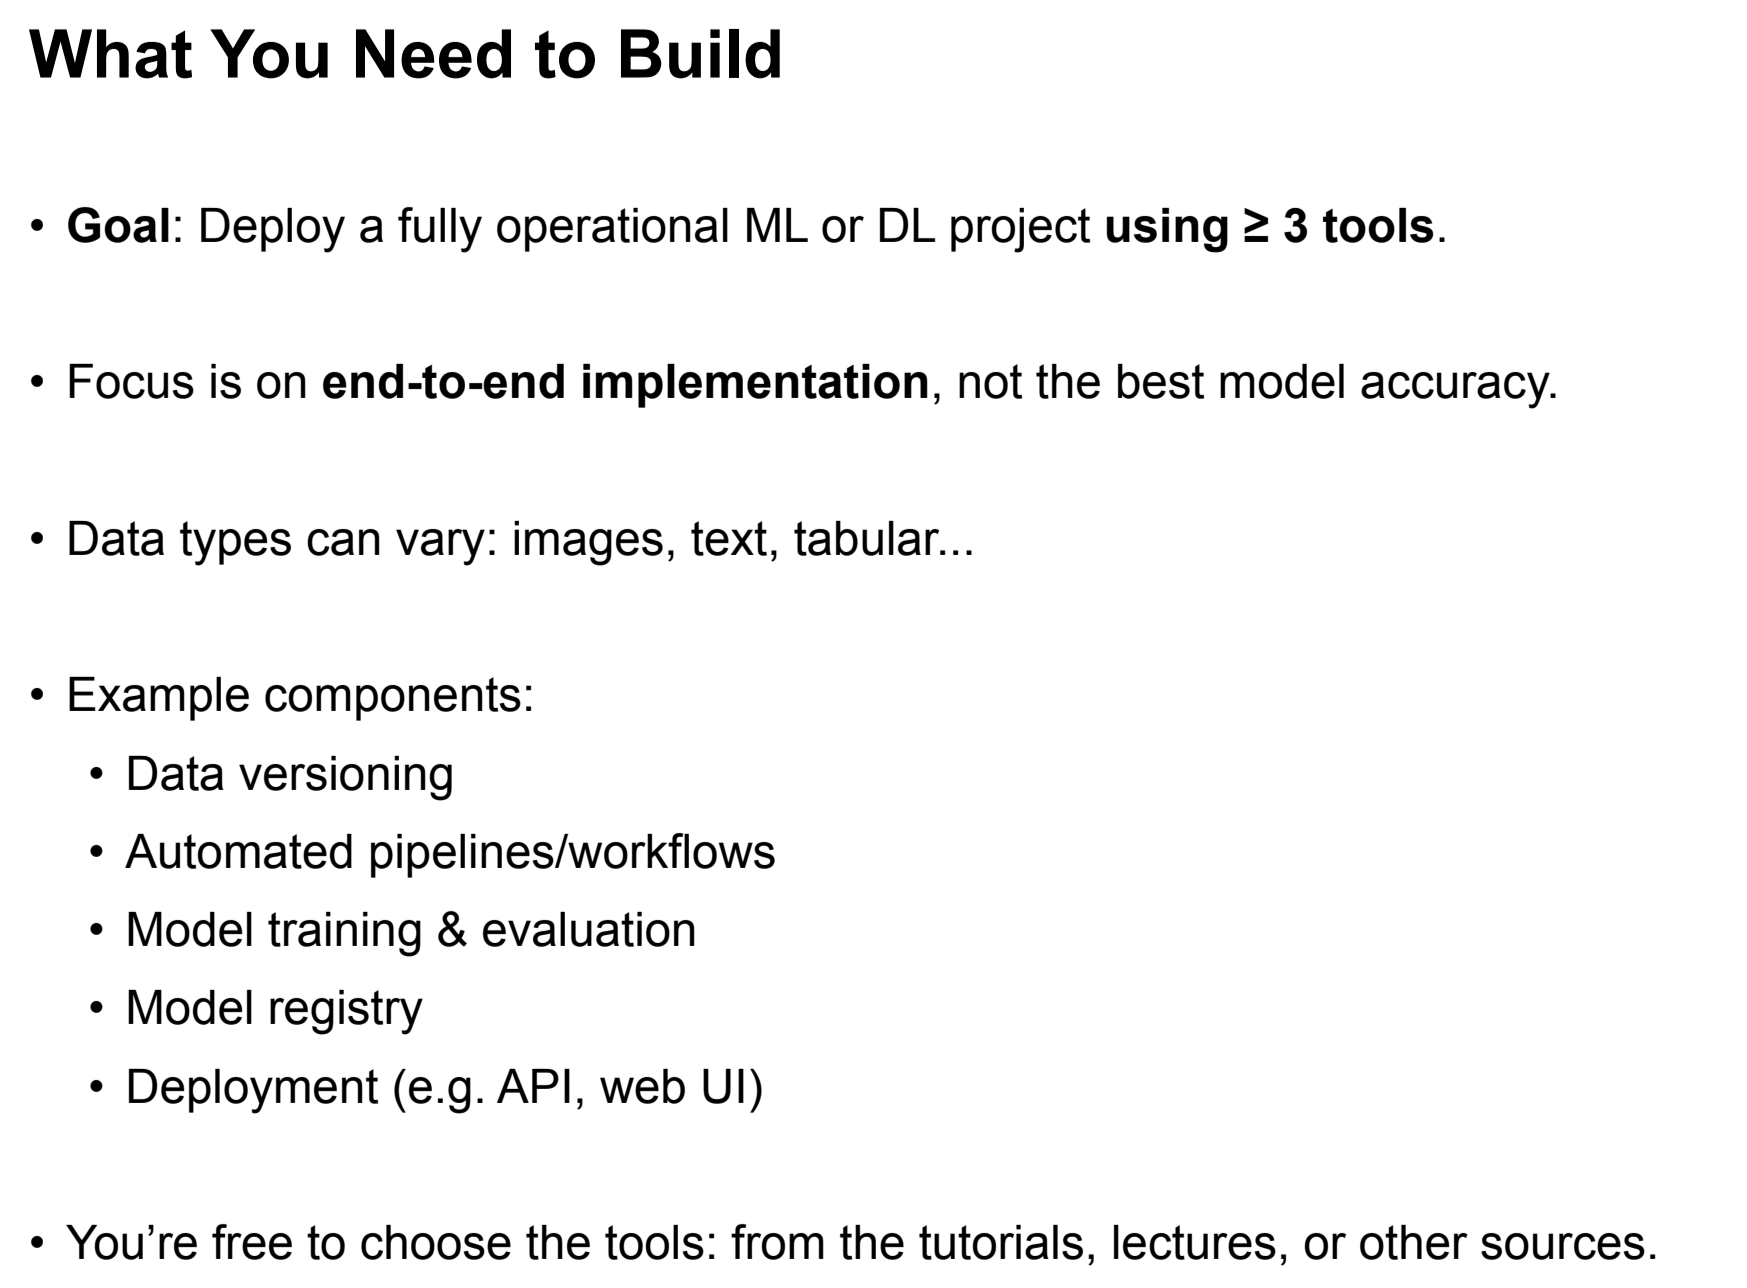 What You Need to Build
• Goal: Deploy a fully operational ML or DL project using ≥ 3 tools.
• Focus is on end-to-end implementation, not the best model accuracy.
• Data types can vary: images, text, tabular...
• Example components:
• Data versioning
• Automated pipelines/workflows
• Model training & evaluation
• Model registry
• Deployment (e.g. API, web UI)
• You’re free to choose the tools: from the tutorials, lectures, or other sources.